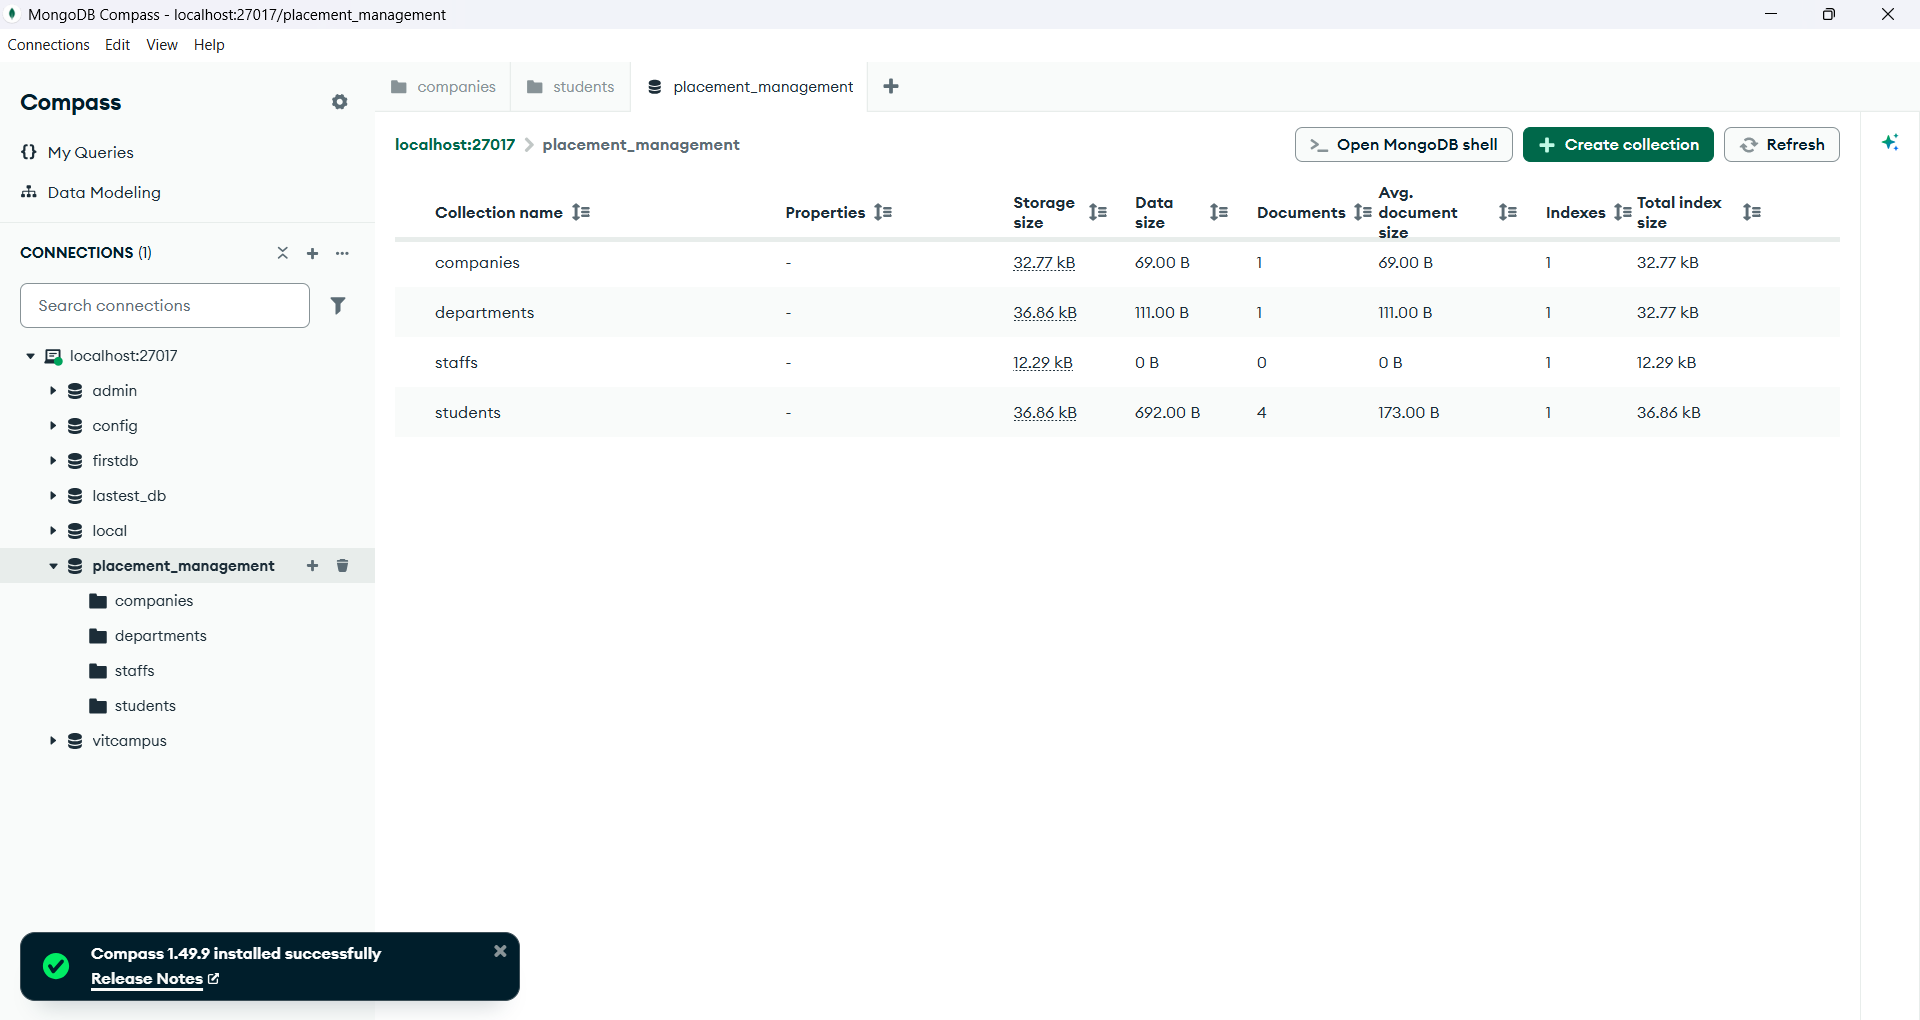 MongoDB Compass - localhost:27017/placement_management
Connections Edit View Help
Compass
My Queries
Data Modeling
CONNECTIONS (1)
Search connections
localhost:27017
admin
config
firstdb
lastest_db
local
placement_management
companies
departments
staffs
students
vitcampus
companies students placement_management
localhost:27017 placement_management
Open MongoDB shell Create collection Refresh
Collection name Properties Storage size Data size Documents Avg. document size Indexes Total index size
companies - 32.77 kB 69.00 B 1 69.00 B 1 32.77 kB
departments - 36.86 kB 111.00 B 1 111.00 B 1 32.77 kB
staffs - 12.29 kB 0 B 0 0 B 1 12.29 kB
students - 36.86 kB 692.00 B 4 173.00 B 1 36.86 kB
Compass 1.49.9 installed successfully
Release Notes